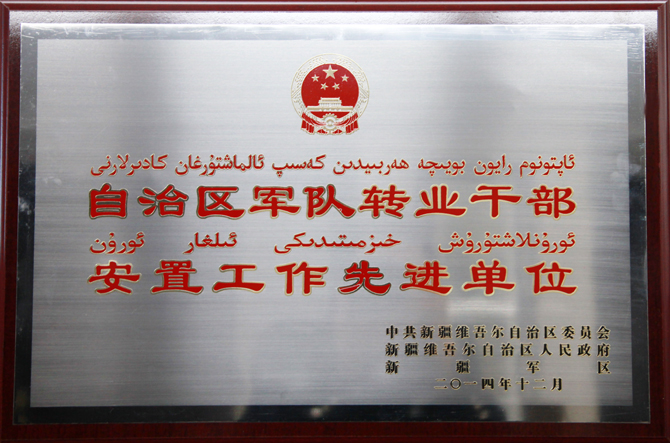 ئاپتونوم رايون بويىچە ھەربىيدىن كەسىپ ئالماشتۇرغان كادىرلارنى
自治区军队转业干部
ئورۇنلاشتۇرۇش خىزمىتىدىكى ئىلغار ئورۇن
安置工作先进单位
中共新疆维吾尔自治区委员会
新疆维吾尔自治区人民政府
新疆军区
二〇一四年十二月